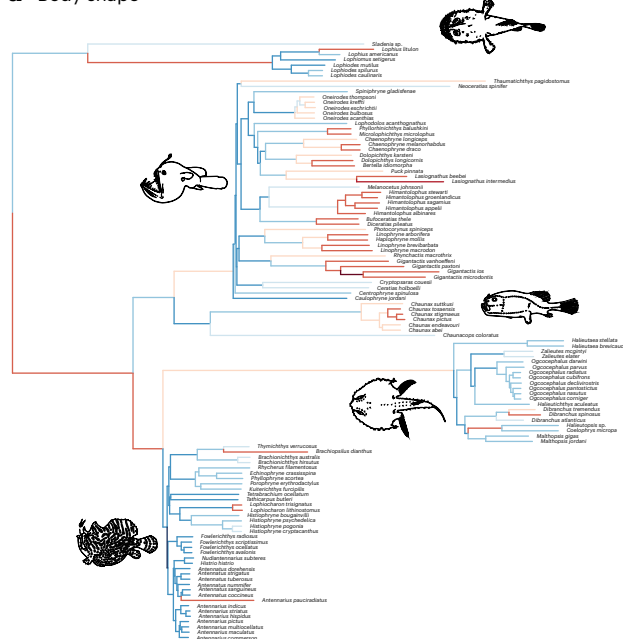 Body shape
Sladenia sp.
Lophius litulon
Lophius americanus
Lophiomus setigerus
Lophiodes mutilus
Lophiodes spilurus
Lophiodes caulinaris
Thaumatichthys pagidostomus
Neoceratias spinifer
Spiniphryne gladisfenae
Oneirodes thompsoni
Oneirodes kreffti
Oneirodes eschrichtii
Oneirodes bulbosus
Oneirodes acanthias
Lophodolos acanthognathus
Phyllorhinichthys balushkini
Microlophichthys microlophus
Chaenophryne longiceps
Chaenophryne melanorhabdus
Chaenophryne draco
Dolopichthys karsteni
Dolopichthys longicornis
Bertella idiomorpha
Puck pinnata
Lasiognathus beebei
Lasiognathus intermedius
Melanocetus johnsonii
Himantolophus stewarti
Himantolophus groenlandicus
Himantolophus sagamius
Himantolophus appelii
Himantolophus albinares
Bufoceratias thele
Diceratias pileatus
Photocorynus spiniceps
Linophryne arborifera
Haplophryne mollis
Linophryne brevibarbata
Linophryne macrodon
Rhynchactis macrothrix
Gigantactis vanhoeffeni
Gigantactis paxtoni
Gigantactis ios
Gigantactis microdontis
Cryptopsaras couesii
Ceratias holboelli
Centrophryne spinulosa
Caulophryne jordani
Chaunax suttkusi
Chaunax tosaensis
Chaunax stigmaeus
Chaunax pictus
Chaunax endeavouri
Chaunax abei
Chaunacops coloratus
Halieutaea stellata
Halieutaea brevicauda
Zalieutes mcgintyi
Zalieutes elater
Ogcocephalus darwini
Ogcocephalus parvus
Ogcocephalus radiatus
Ogcocephalus cubifrons
Ogcocephalus declivirostris
Ogcocephalus pantostictus
Ogcocephalus nasutus
Ogcocephalus corniger
Halieutichthys aculeatus
Dibranchus tremendus
Dibranchus spinosus
Dibranchus atlanticus
Halieutopsis sp.
Coelophrys micropa
Malthopsis gigas
Malthopsis jordani
Thymichthys verrucosus
Brachiopsilus dianthus
Brachionichthys australis
Brachionichthys hirsutus
Rhycherus filamentosus
Echinophryne crassispina
Phyllophryne scortea
Porophryne erythrodactylus
Kuiterichthys furcipilis
Tetrabrachium ocellatum
Tathicarpus butleri
Lophiocharon trisignatus
Lophiocharon lithinostomus
Histiophryne bougainvilli
Histiophryne psychedelica
Histiophryne pogonia
Histiophryne cryptacanthus
Fowlerichthys radiosus
Fowlerichthys scriptissimus
Fowlerichthys ocellatus
Fowlerichthys avalonis
Nudiantennarius subteres
Histrio histrio
Antennatus dorehensis
Antennatus strigatus
Antennatus tuberosus
Antennatus nummifer
Antennatus sanguineus
Antennatus coccineus
Antennarius pauciradiatus
Antennarius indicus
Antennarius striatus
Antennarius hispidus
Antennarius pictus
Antennarius multiocellatus
Antennarius maculatus
Antennarius commerson